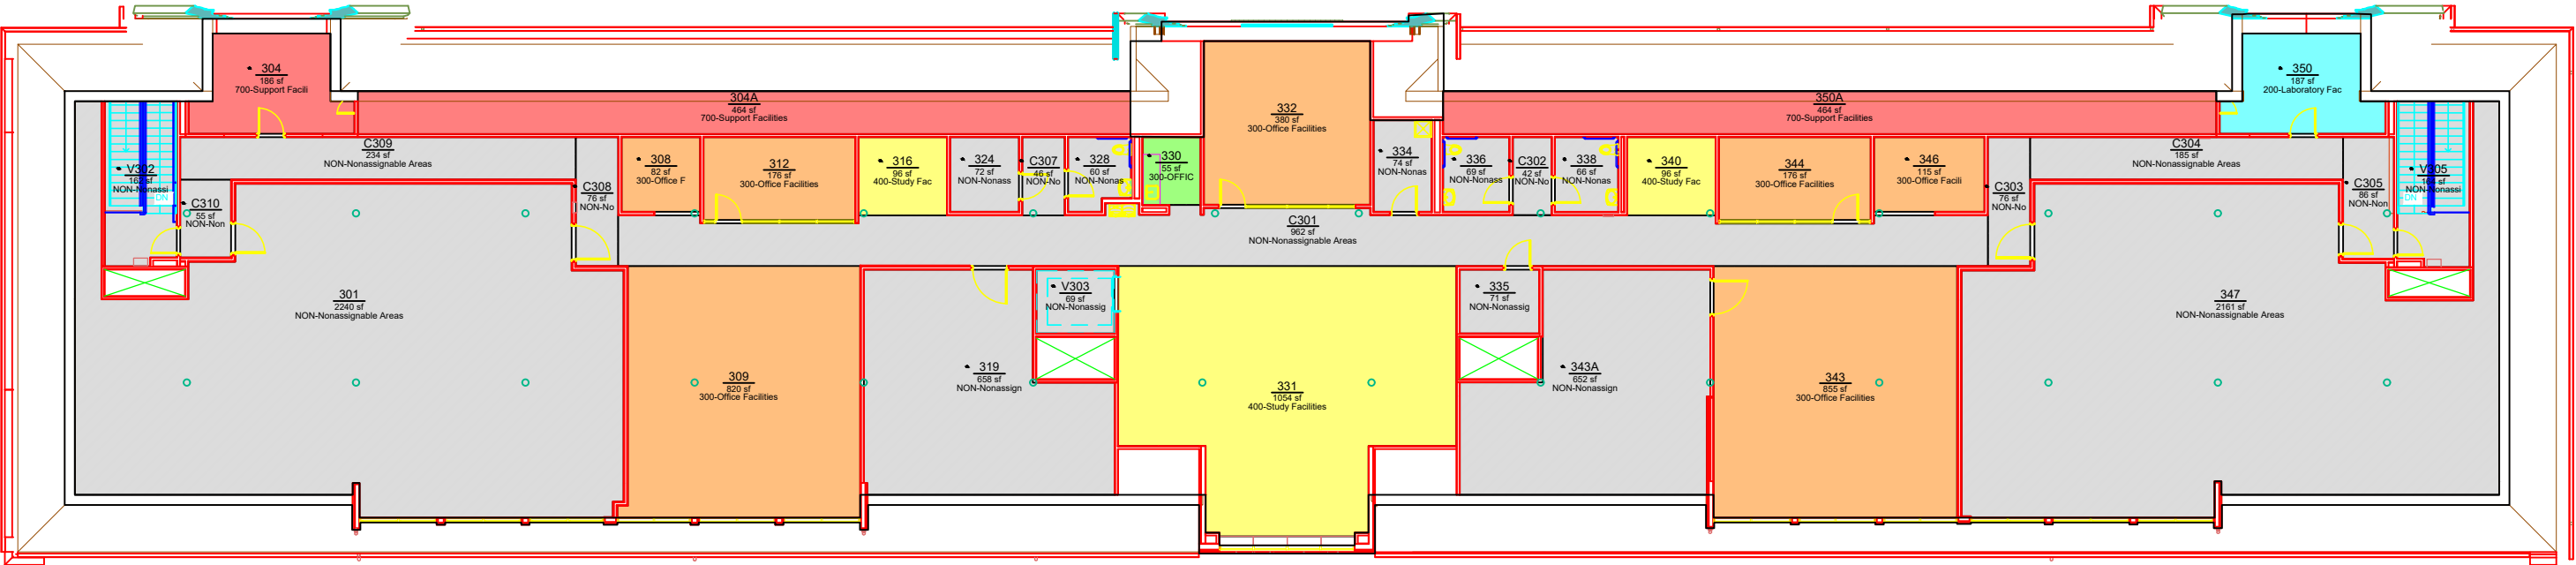 304
186 sf
700-Support Facili
304A
464 sf
700-Support Facilities
332
380 sf
300-Office Facilities
350A
464 sf
700-Support Facilities
350
187 sf
200-Laboratory Fac
V302
NON-Nonassi
DN
C309
234 sf
NON-Nonassignable Areas
C310
55 sf
NON-Non
C308
76 sf
NON-No
308
82 sf
300-Office F
312
176 sf
300-Office Facilities
316
96 sf
400-Study Fac
324
72 sf
NON-Nonass
C307
46 sf
NON-No
328
60 sf
NON-Nonas
330
55 sf
300-OFFIC
334
74 sf
NON-Nonas
336
69 sf
NON-Nonass
C302
42 sf
NON-No
338
66 sf
NON-Nonas
340
96 sf
400-Study Fac
344
176 sf
300-Office Facilities
346
115 sf
300-Office Facili
C303
76 sf
NON-No
C304
185 sf
NON-Nonassignable Areas
C305
86 sf
NON-Non
V305
NON-Nonassi
DN
C301
962 sf
NON-Nonassignable Areas
301
2240 sf
NON-Nonassignable Areas
309
820 sf
300-Office Facilities
319
658 sf
NON-Nonassign
V303
69 sf
NON-Nonassig
331
1054 sf
400-Study Facilities
335
71 sf
NON-Nonassig
343A
652 sf
NON-Nonassign
343
855 sf
300-Office Facilities
347
2161 sf
NON-Nonassignable Areas